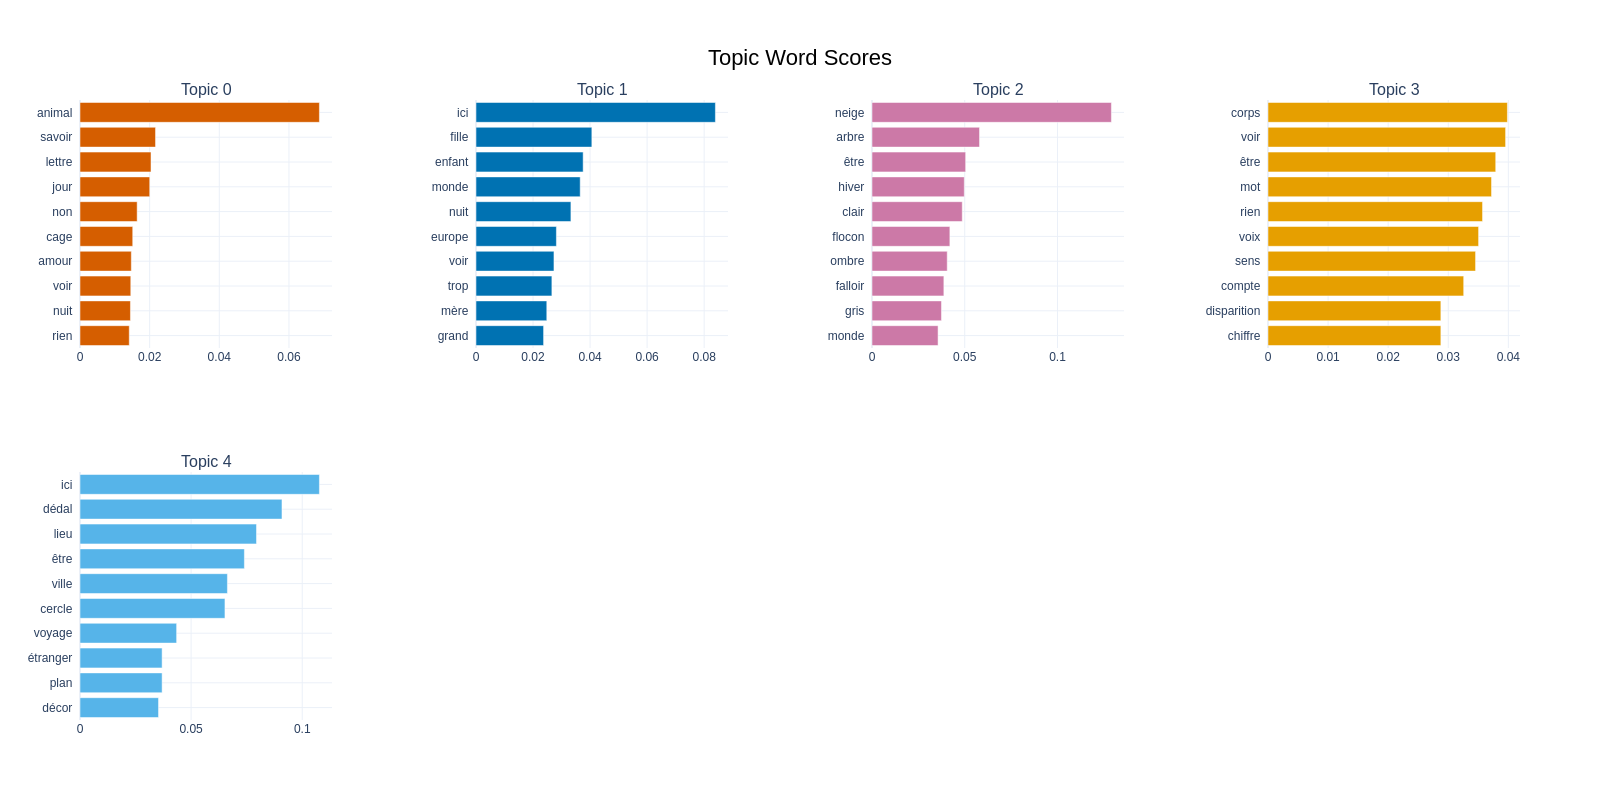 Topic Word Scores
Topic 0
animal
savoir
lettre
jour
non
cage
amour
voir
nuit
rien
0 0.02 0.04 0.06
Topic 1
ici
fille
enfant
monde
nuit
europe
voir
trop
mère
grand
0 0.02 0.04 0.06 0.08
Topic 2
neige
arbre
être
hiver
clair
flocon
ombre
falloir
gris
monde
0 0.05 0.1
Topic 3
corps
voir
être
mot
rien
voix
sens
compte
disparition
chiffre
0 0.01 0.02 0.03 0.04
Topic 4
ici
dédal
lieu
être
ville
cercle
voyage
étranger
plan
décor
0 0.05 0.1